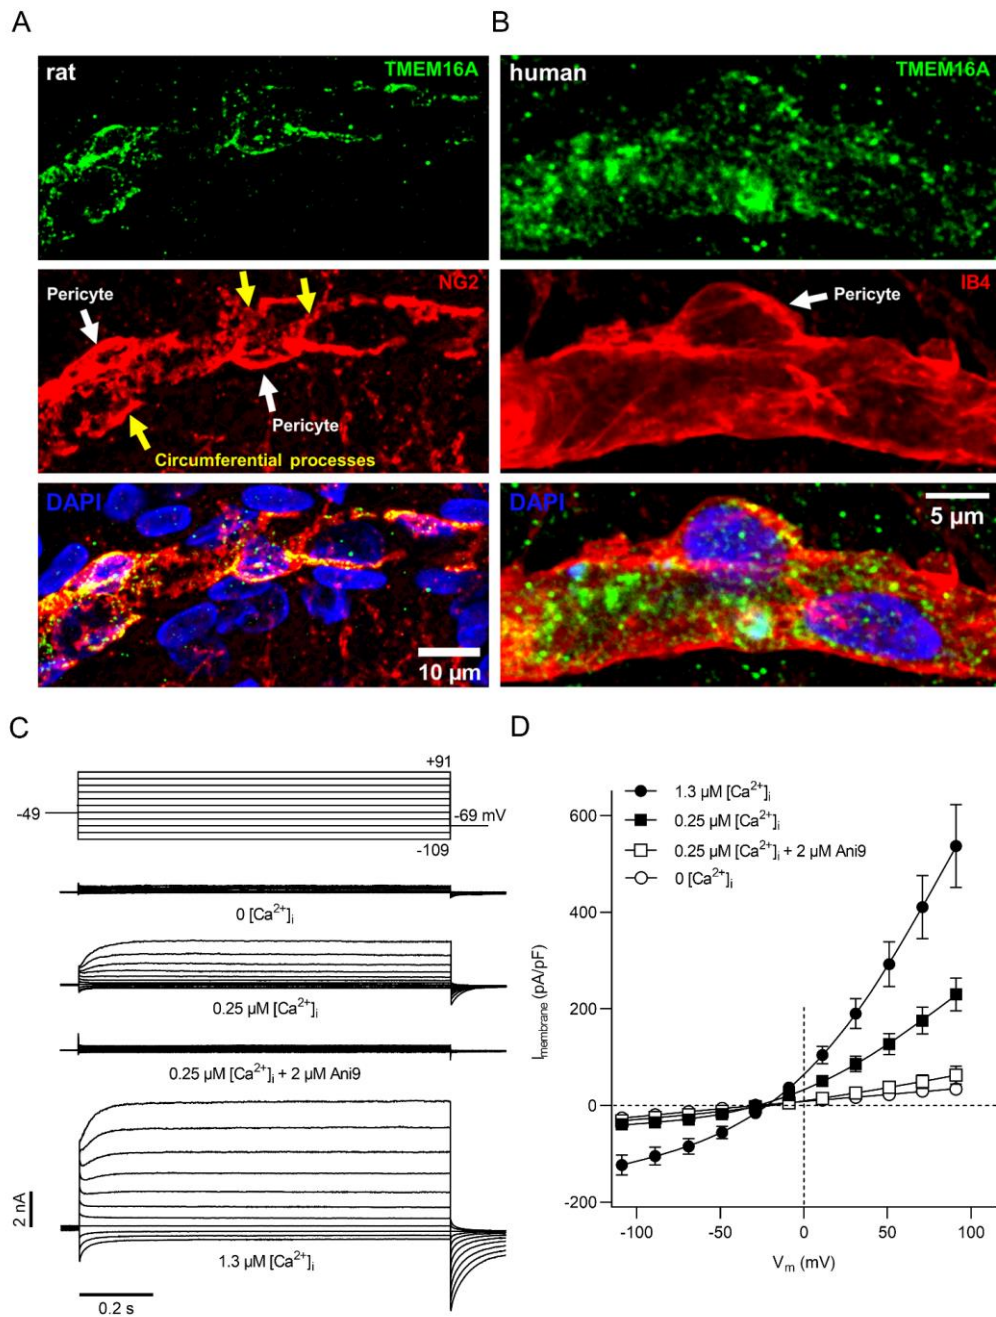 A
B
rat
TMEM16A
human
TMEM16A
NG2
Pericyte
Pericyte
Circumferential processes
IB4
Pericyte
DAPI
10 µm
DAPI
5 µm
C
+91
-49
-69 mV
-109
0 [Ca²⁺]ᵢ
0.25 µM [Ca²⁺]ᵢ
0.25 µM [Ca²⁺]ᵢ + 2 µM Ani9
2 nA
1.3 µM [Ca²⁺]ᵢ
0.2 s
D
1.3 µM [Ca²⁺]ᵢ
0.25 µM [Ca²⁺]ᵢ
0.25 µM [Ca²⁺]ᵢ + 2 µM Ani9
0 [Ca²⁺]ᵢ
Imembrane (pA/pF)
600
400
200
0
-200
-100
-50
0
50
100
Vm (mV)